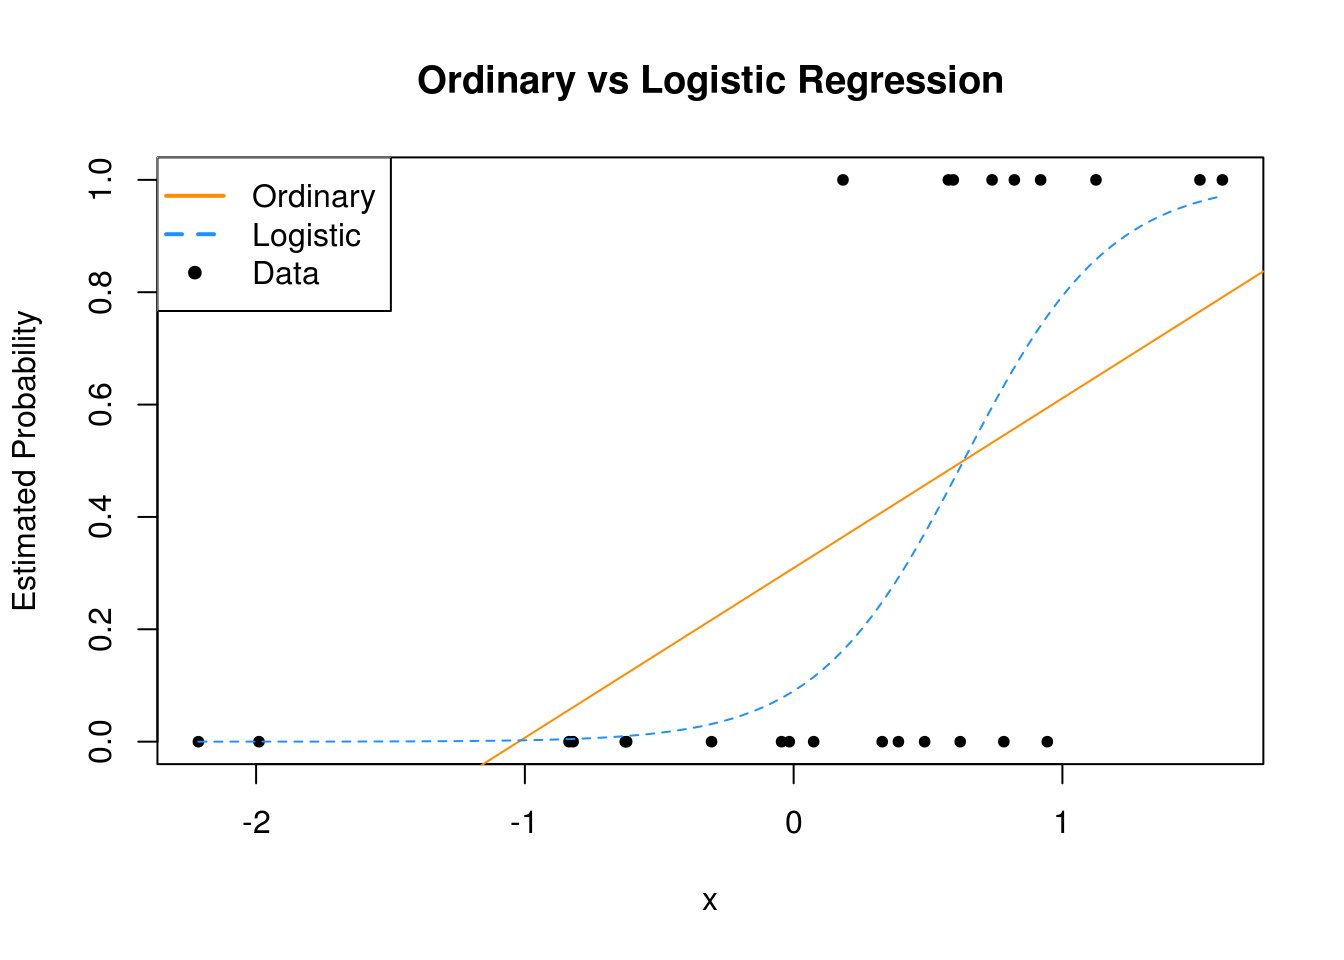 Ordinary vs Logistic Regression
Ordinary
Logistic
Data
Estimated Probability
1.0
0.8
0.6
0.4
0.2
0.0
-2 -1 0 1
x